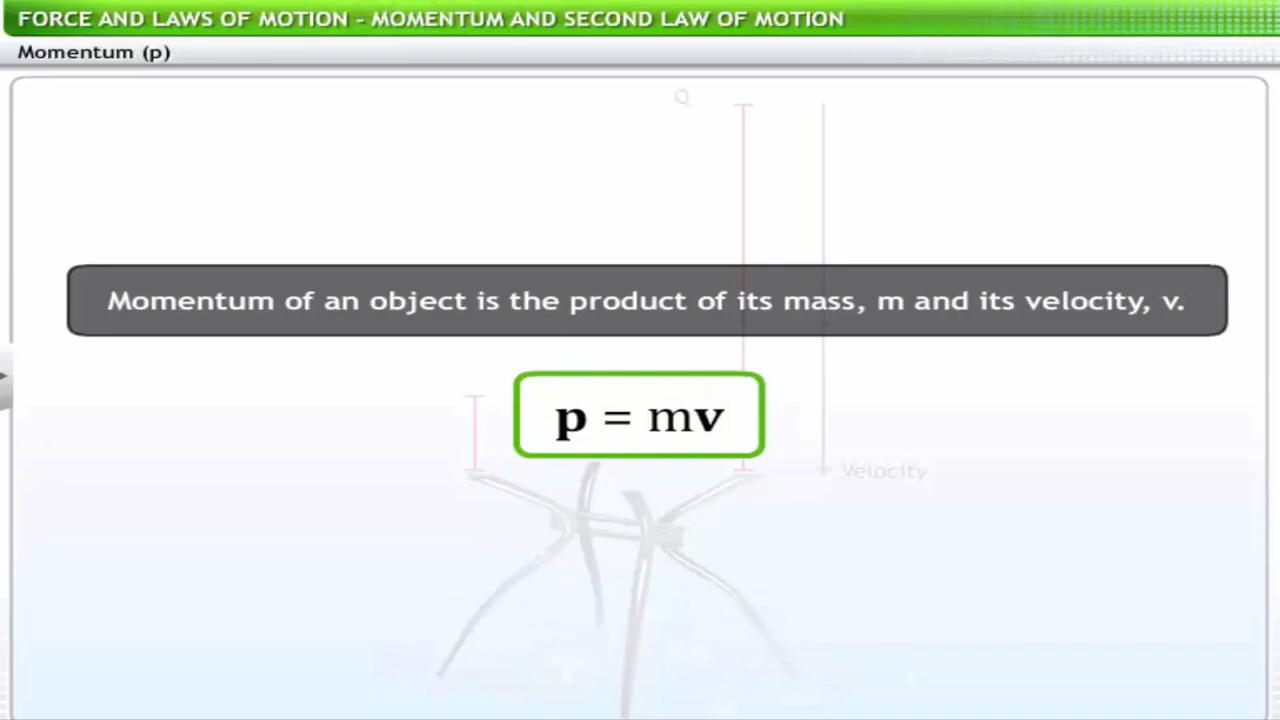 FORCE AND LAWS OF MOTION - MOMENTUM AND SECOND LAW OF MOTION
Momentum (p)
Q
Momentum of an object is the product of its mass, m and its velocity, v.
p = mv
Velocity